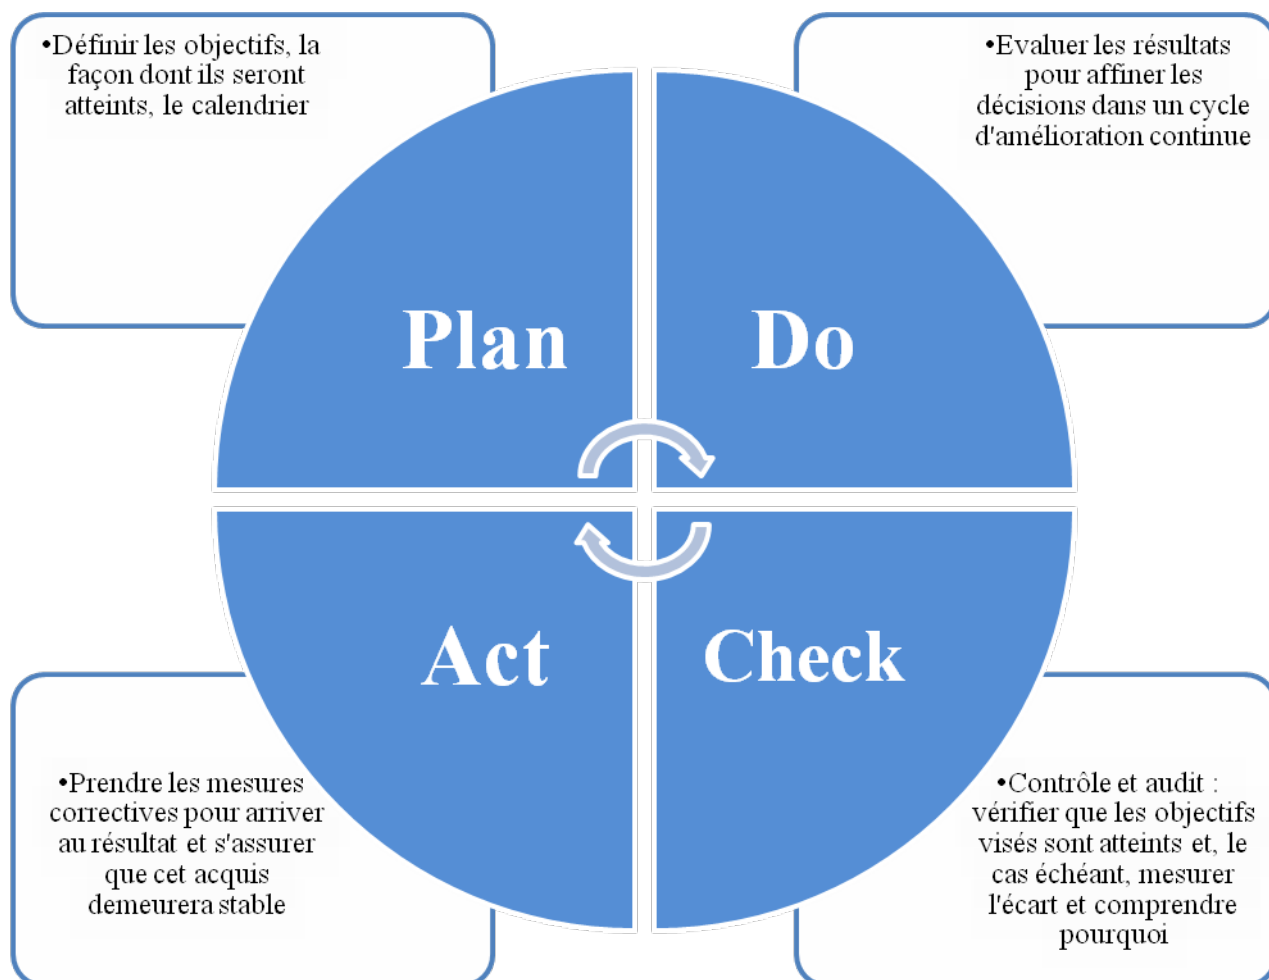 •Définir les objectifs, la
façon dont ils seront
atteints, le calendrier
•Evaluer les résultats
pour affiner les
décisions dans un cycle
d'amélioration continue
Plan
Do
Act
Check
•Prendre les mesures
correctives pour arriver
au résultat et s'assurer
que cet acquis
demeurera stable
•Contrôle et audit :
vérifier que les objectifs
visés sont atteints et, le
cas échéant, mesurer
l'écart et comprendre
pourquoi